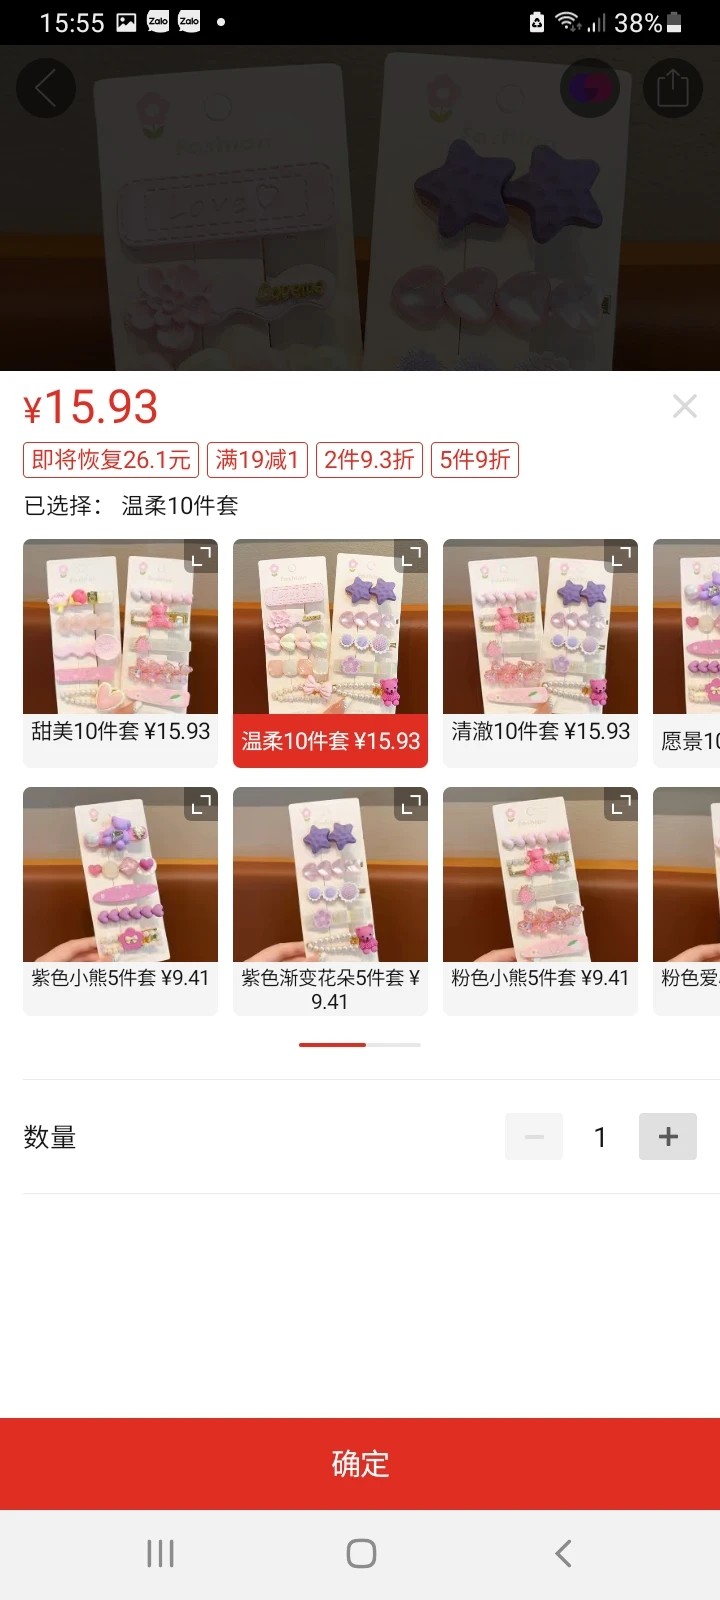 15:55
Zalo
Zalo
38%
Fashion
Fashion
Love
Loveme
¥15.93
即将恢复26.1元
满19减1
2件9.3折
5件9折
已选择： 温柔10件套
甜美10件套 ¥15.93
温柔10件套 ¥15.93
清澈10件套 ¥15.93
愿景10
紫色小熊5件套 ¥9.41
紫色渐变花朵5件套 ¥
9.41
粉色小熊5件套 ¥9.41
粉色爱
数量
1
确定